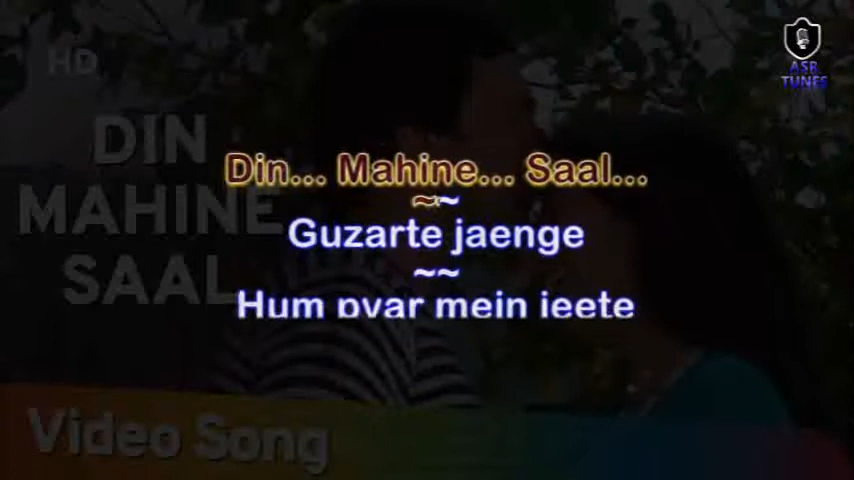 HD
ASR
TUNES
DIN
MAHINE
SAAL
Din... Mahine... Saal...
~~
Guzarte jaenge
~~
Hum pyar mein jeete
Video Song